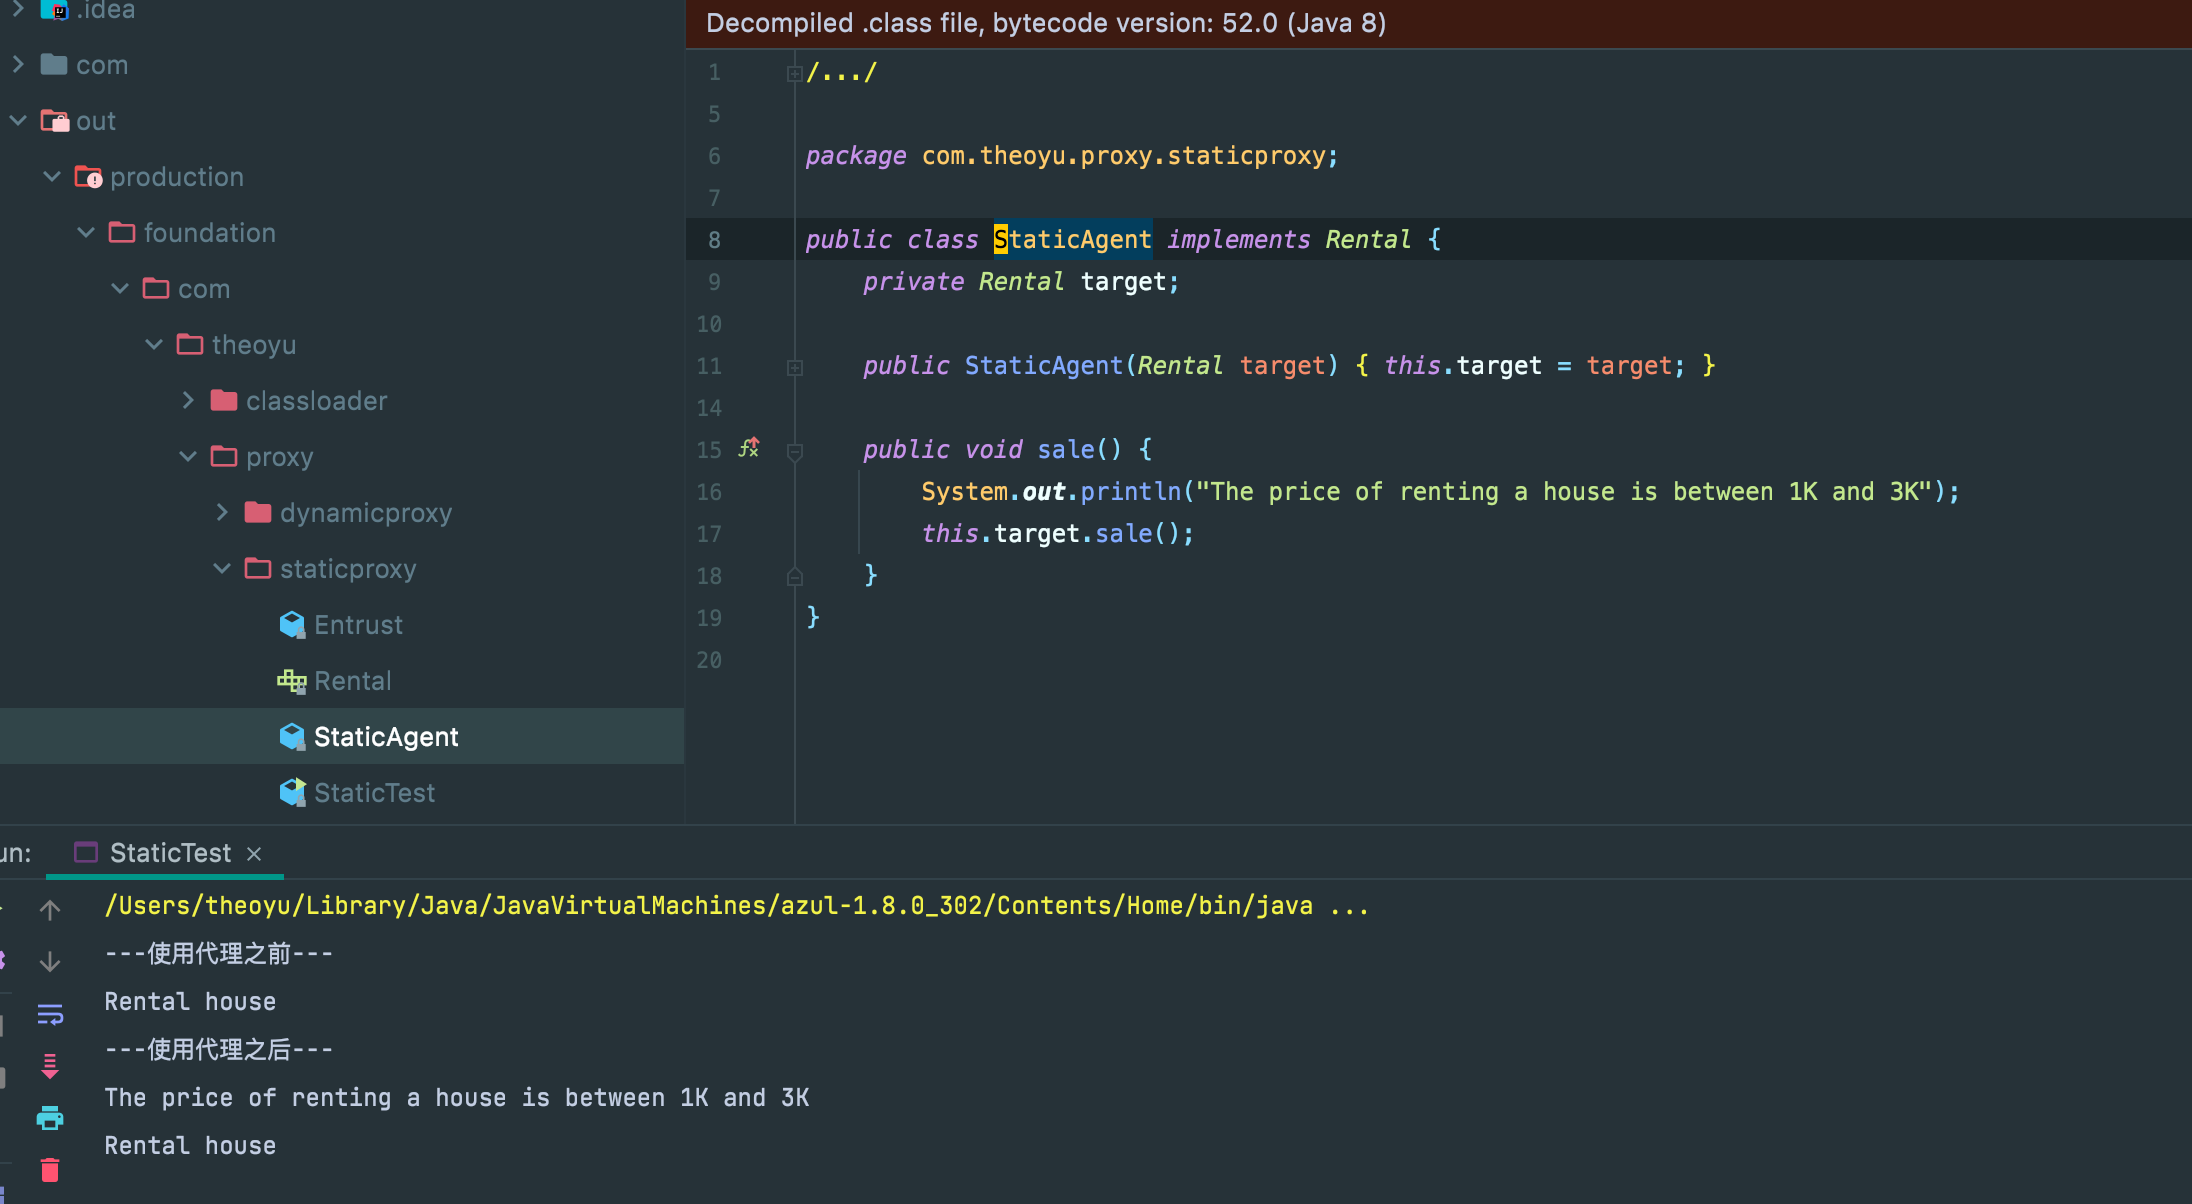 .idea
com
out
production
foundation
com
theoyu
classloader
proxy
dynamicproxy
staticproxy
Entrust
Rental
StaticAgent
StaticTest
Decompiled .class file, bytecode version: 52.0 (Java 8)
1 /.../
5
6 package com.theoyu.proxy.staticproxy;
7
8 public class StaticAgent implements Rental {
9 private Rental target;
10
11 public StaticAgent(Rental target) { this.target = target; }
14
15 public void sale() {
16 System.out.println("The price of renting a house is between 1K and 3K");
17 this.target.sale();
18 }
19 }
20
un: StaticTest ×
/Users/theoyu/Library/Java/JavaVirtualMachines/azul-1.8.0_302/Contents/Home/bin/java ...
---使用代理之前---
Rental house
---使用代理之后---
The price of renting a house is between 1K and 3K
Rental house